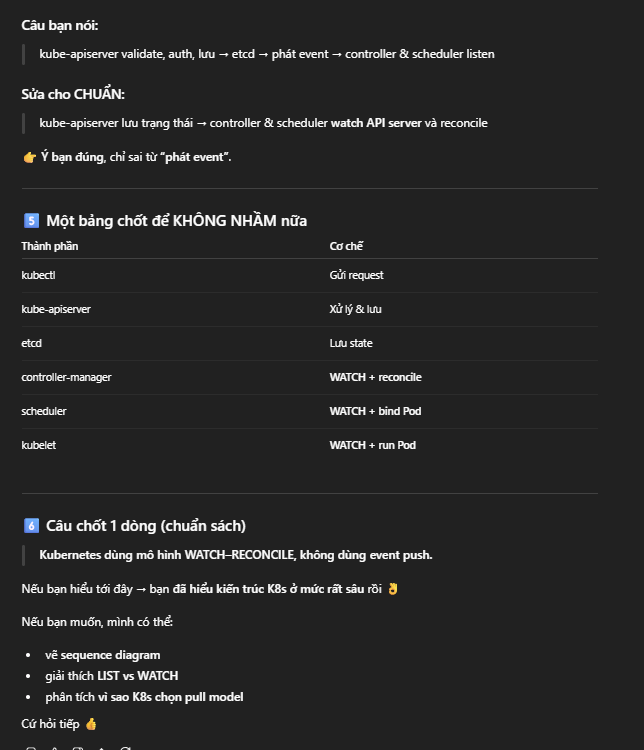 Câu bạn nói:
kube-apiserver validate, auth, lưu → etcd → phát event → controller & scheduler listen
Sửa cho CHUẨN:
kube-apiserver lưu trạng thái → controller & scheduler watch API server và reconcile
👉 Ý bạn đúng, chỉ sai từ “phát event”.
5️⃣ Một bảng chốt để KHÔNG NHẦM nữa
Thành phần Cơ chế
kubectl Gửi request
kube-apiserver Xử lý & lưu
etcd Lưu state
controller-manager WATCH + reconcile
scheduler WATCH + bind Pod
kubelet WATCH + run Pod
6️⃣ Câu chốt 1 dòng (chuẩn sách)
Kubernetes dùng mô hình WATCH–RECONCILE, không dùng event push.
Nếu bạn hiểu tới đây → bạn đã hiểu kiến trúc K8s ở mức rất sâu rồi 👌
Nếu bạn muốn, mình có thể:
• vẽ sequence diagram
• giải thích LIST vs WATCH
• phân tích vì sao K8s chọn pull model
Cứ hỏi tiếp 👍